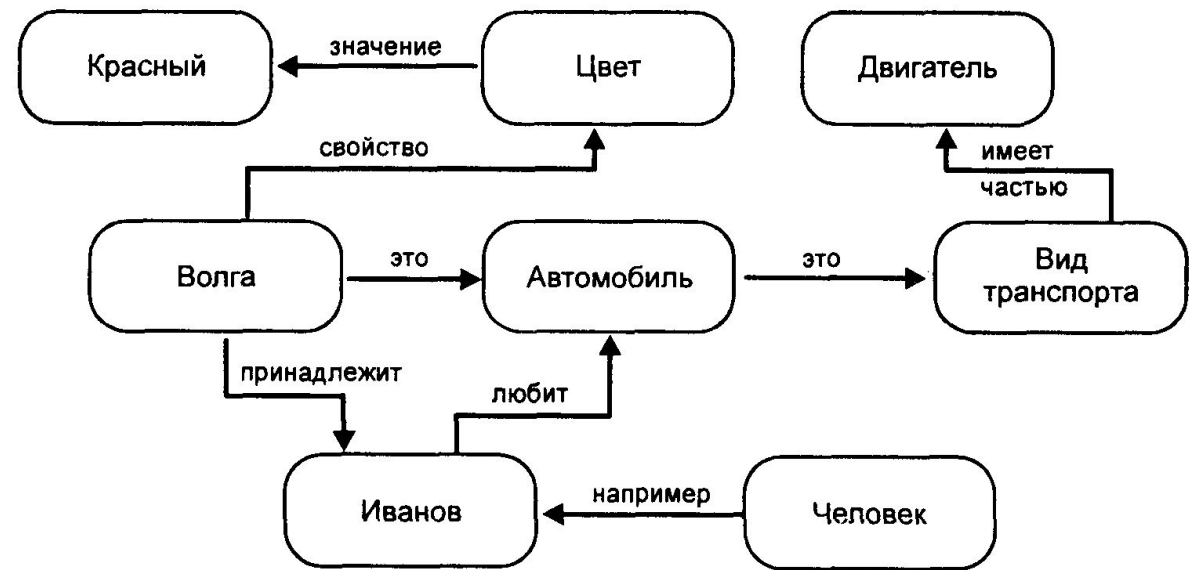 Красный
значение
Цвет
Двигатель
свойство
имеет
частью
Волга
это
Автомобиль
это
Вид
транспорта
принадлежит
любит
Иванов
например
Человек